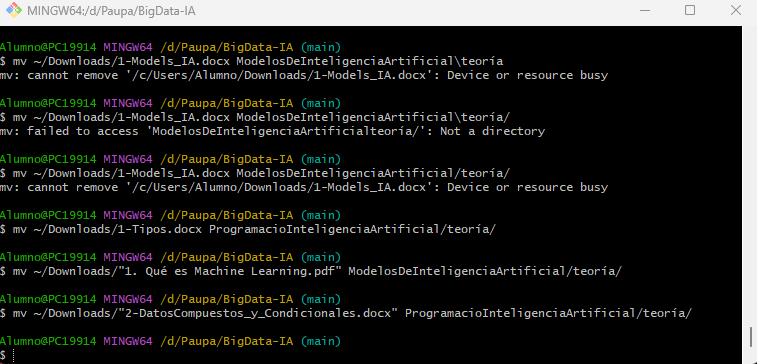 MINGW64:/d/Paupa/BigData-IA
Alumno@PC19914 MINGW64 /d/Paupa/BigData-IA (main)
$ mv ~/Downloads/1-Models_IA.docx ModelosDeInteligenciaArtificial\teoría
mv: cannot remove '/c/Users/Alumno/Downloads/1-Models_IA.docx': Device or resource busy
Alumno@PC19914 MINGW64 /d/Paupa/BigData-IA (main)
$ mv ~/Downloads/1-Models_IA.docx ModelosDeInteligenciaArtificial\teoría/
mv: failed to access 'ModelosDeInteligenciaArtificialteoría/': Not a directory
Alumno@PC19914 MINGW64 /d/Paupa/BigData-IA (main)
$ mv ~/Downloads/1-Models_IA.docx ModelosDeInteligenciaArtificial/teoría/
mv: cannot remove '/c/Users/Alumno/Downloads/1-Models_IA.docx': Device or resource busy
Alumno@PC19914 MINGW64 /d/Paupa/BigData-IA (main)
$ mv ~/Downloads/1-Tipos.docx ProgramacioInteligenciaArtificial/teoría/
Alumno@PC19914 MINGW64 /d/Paupa/BigData-IA (main)
$ mv ~/Downloads/"1. Qué es Machine Learning.pdf" ModelosDeInteligenciaArtificial/teoría/
Alumno@PC19914 MINGW64 /d/Paupa/BigData-IA (main)
$ mv ~/Downloads/"2-DatosCompuestos_y_Condicionales.docx" ProgramacioInteligenciaArtificial/teoría/
Alumno@PC19914 MINGW64 /d/Paupa/BigData-IA (main)
$